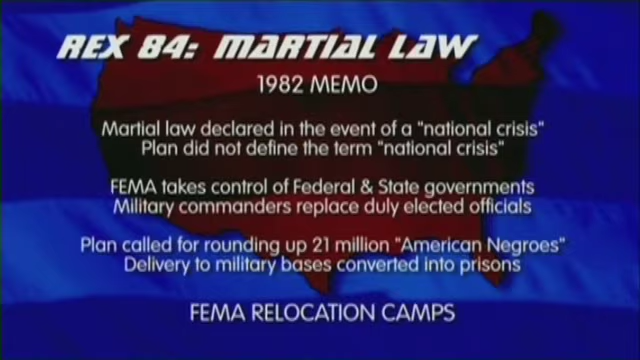 REX 84: MARTIAL LAW
1982 MEMO
Martial law declared in the event of a "national crisis"
Plan did not define the term "national crisis"
FEMA takes control of Federal & State governments
Military commanders replace duly elected officials
Plan called for rounding up 21 million "American Negroes"
Delivery to military bases converted into prisons
FEMA RELOCATION CAMPS